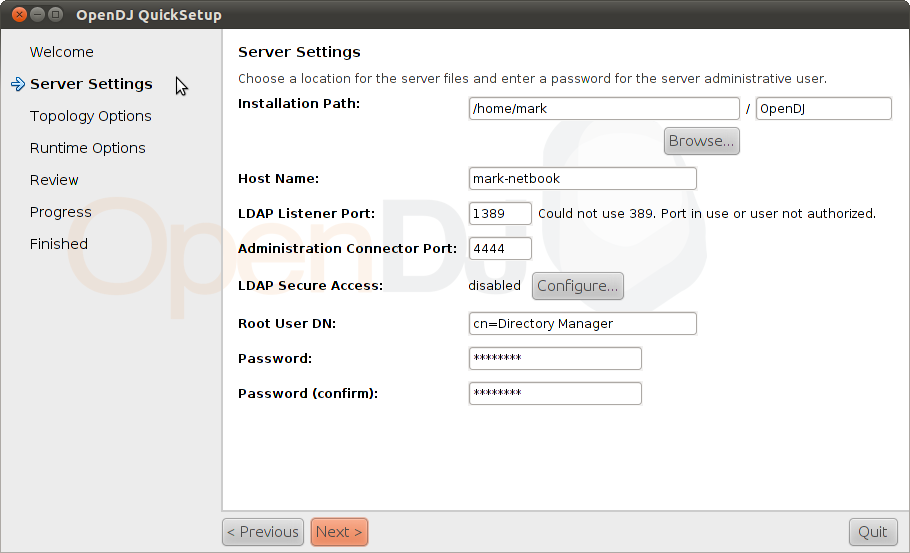 OpenDJ QuickSetup
Welcome
Server Settings
Topology Options
Runtime Options
Review
Progress
Finished
Server Settings
Choose a location for the server files and enter a password for the server administrative user.
Installation Path: /home/mark / OpenDJ
Browse...
Host Name: mark-netbook
LDAP Listener Port: 1389 Could not use 389. Port in use or user not authorized.
Administration Connector Port: 4444
LDAP Secure Access: disabled Configure...
Root User DN: cn=Directory Manager
Password: ********
Password (confirm): ********
OpenDJ
< Previous Next > Quit